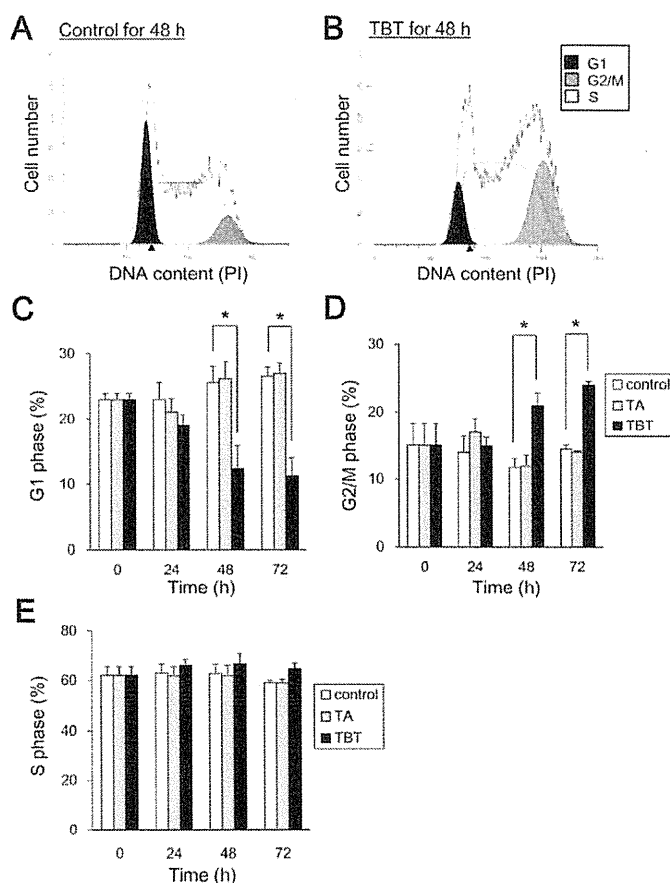 A Control for 48 h
B TBT for 48 h
G1
G2/M
S
Cell number
DNA content (PI)
Cell number
DNA content (PI)
C
G1 phase (%)
30
20
10
0
* *
0 24 48 72
Time (h)
D
G2/M phase (%)
30
20
10
0
* *
0 24 48 72
Time (h)
control
TA
TBT
E
S phase (%)
80
60
40
20
0
0 24 48 72
Time (h)
control
TA
TBT